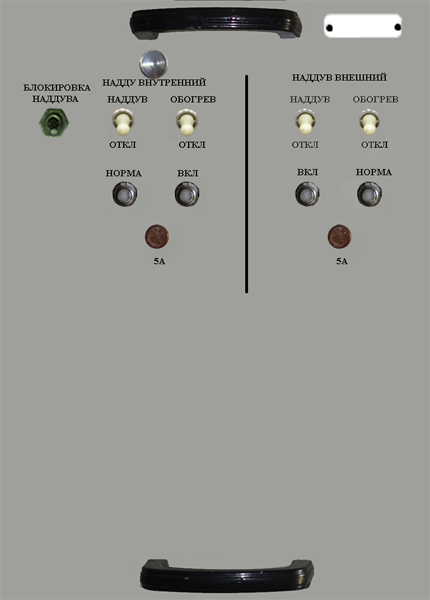 БЛОКИРОВКА
НАДДУВА
НАДДУ ВНУТРЕННИЙ
НАДДУВ ОБОГРЕВ
ОТКЛ ОТКЛ
НОРМА ВКЛ
5А
НАДДУВ ВНЕШНИЙ
НАДДУВ ОБОГРЕВ
ОТКЛ ОТКЛ
ВКЛ НОРМА
5А